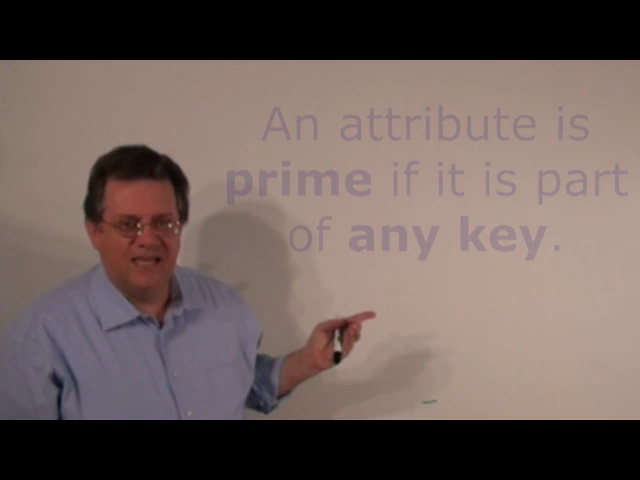 An attribute is
prime if it is part
of any key.